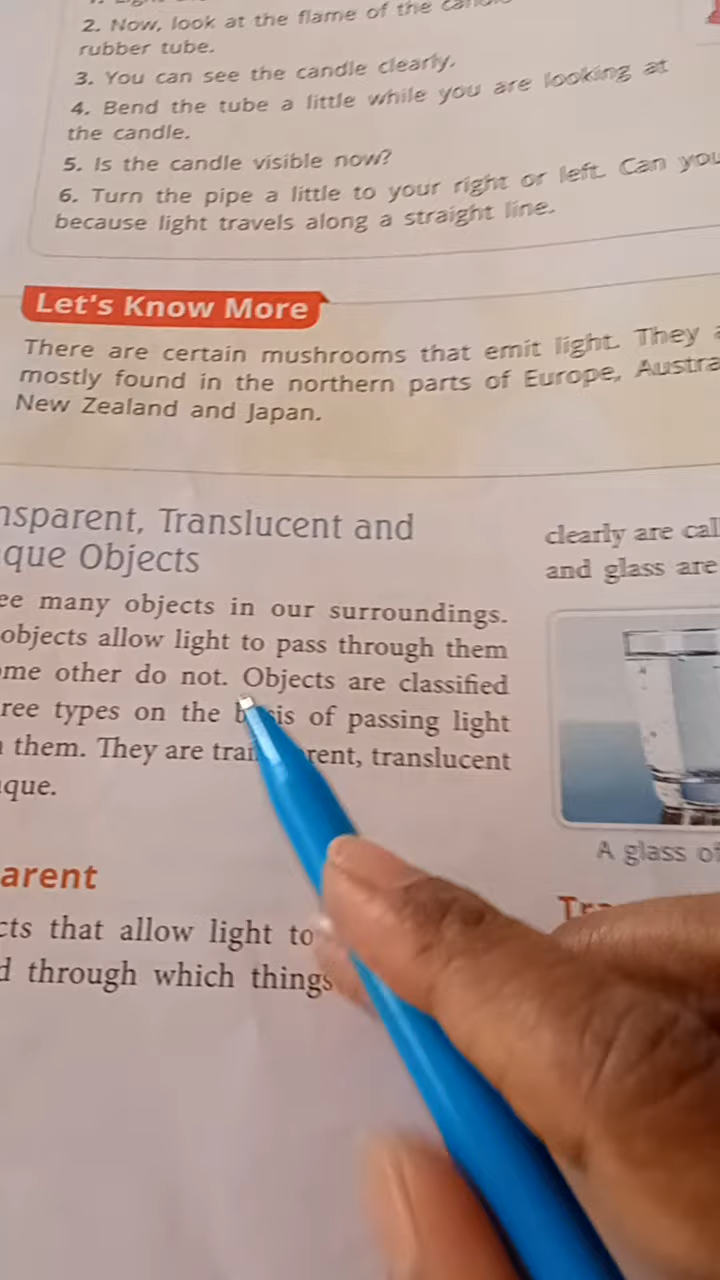 2. Now, look at the flame of the
rubber tube.
3. You can see the candle clearly.
4. Bend the tube a little while you are looking at
the candle.
5. Is the candle visible now?
6. Turn the pipe a little to your right or left. Can you
because light travels along a straight line.
Let's Know More
There are certain mushrooms that emit light. They
mostly found in the northern parts of Europe,
New Zealand and Japan.
nsparent, Translucent and
que Objects
ee many objects in our surroundings.
objects allow light to pass through them
me other do not. Objects are classified
ree types on the of passing light
them. They are translucent
que.
arent
cts that allow light to
d through which things
clearly are
and glass are
A glass of